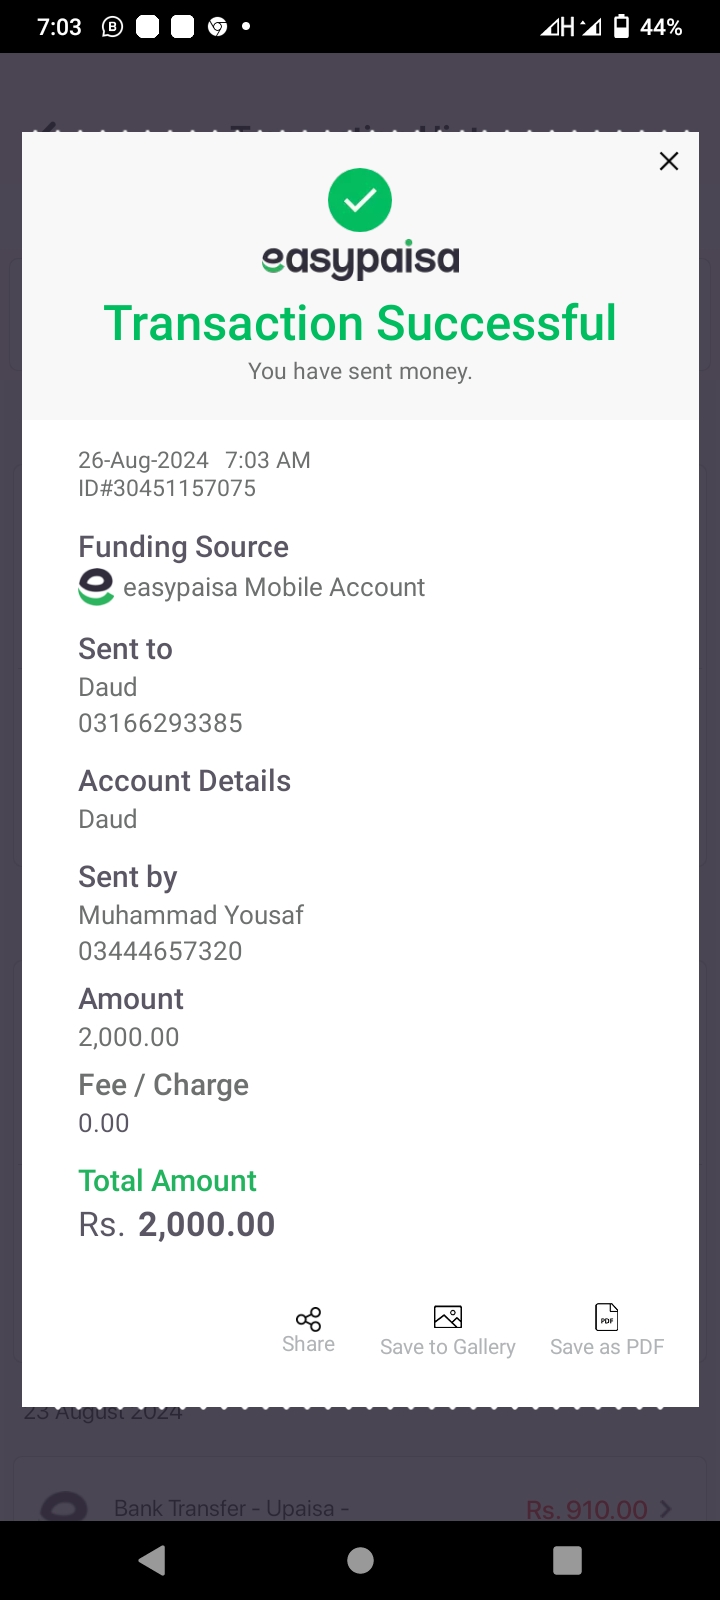 7:03
44%
easypaisa
Transaction Successful
You have sent money.
26-Aug-2024 7:03 AM
ID#30451157075
Funding Source
easypaisa Mobile Account
Sent to
Daud
03166293385
Account Details
Daud
Sent by
Muhammad Yousaf
03444657320
Amount
2,000.00
Fee / Charge
0.00
Total Amount
Rs. 2,000.00
Share
Save to Gallery
PDF
Save as PDF
23 August 2024
Bank Transfer - Upaisa -
Rs. 910.00